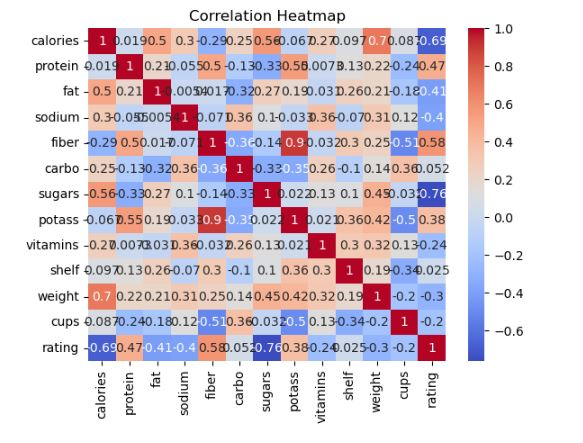 Correlation Heatmap
calories 1 0.019 0.5 0.3 -0.29 0.25 0.56 -0.067 0.27 0.097 0.7 0.087 -0.69
protein 0.019 1 0.21 -0.055 0.5 -0.13 -0.33 0.55 0.0073 0.13 0.22 -0.24 0.47
fat 0.5 0.21 1 -0.0054 0.017 -0.32 0.27 0.19 -0.031 0.26 0.21 -0.18 -0.41
sodium 0.3 -0.055 -0.0054 1 -0.071 0.36 0.1 -0.033 0.36 -0.07 0.31 0.12 -0.4
fiber -0.29 0.5 0.017 -0.071 1 -0.36 -0.14 0.9 -0.032 0.3 0.25 -0.51 0.58
carbo 0.25 -0.13 -0.32 0.36 -0.36 1 -0.33 -0.35 0.26 -0.1 0.14 0.36 0.052
sugars 0.56 -0.33 0.27 0.1 -0.14 -0.33 1 0.022 0.13 0.1 0.45 -0.032 -0.76
potass -0.067 0.55 0.19 -0.033 0.9 -0.35 0.022 1 0.021 0.36 0.42 -0.5 0.38
vitamins 0.27 0.0073 -0.031 0.36 -0.032 0.26 0.13 0.021 1 0.3 0.32 0.13 -0.24
shelf 0.097 0.13 0.26 -0.07 0.3 -0.1 0.1 0.36 0.3 1 0.19 -0.34 0.025
weight 0.7 0.22 0.21 0.31 0.25 0.14 0.45 0.42 0.32 0.19 1 -0.2 -0.3
cups 0.087 -0.24 -0.18 0.12 -0.51 0.36 -0.032 -0.5 0.13 -0.34 -0.2 1 -0.2
rating -0.69 0.47 -0.41 -0.4 0.58 0.052 -0.76 0.38 -0.24 0.025 -0.3 -0.2 1
calories protein fat sodium fiber carbo sugars potass vitamins shelf weight cups rating
1.0
0.8
0.6
0.4
0.2
0.0
−0.2
−0.4
−0.6